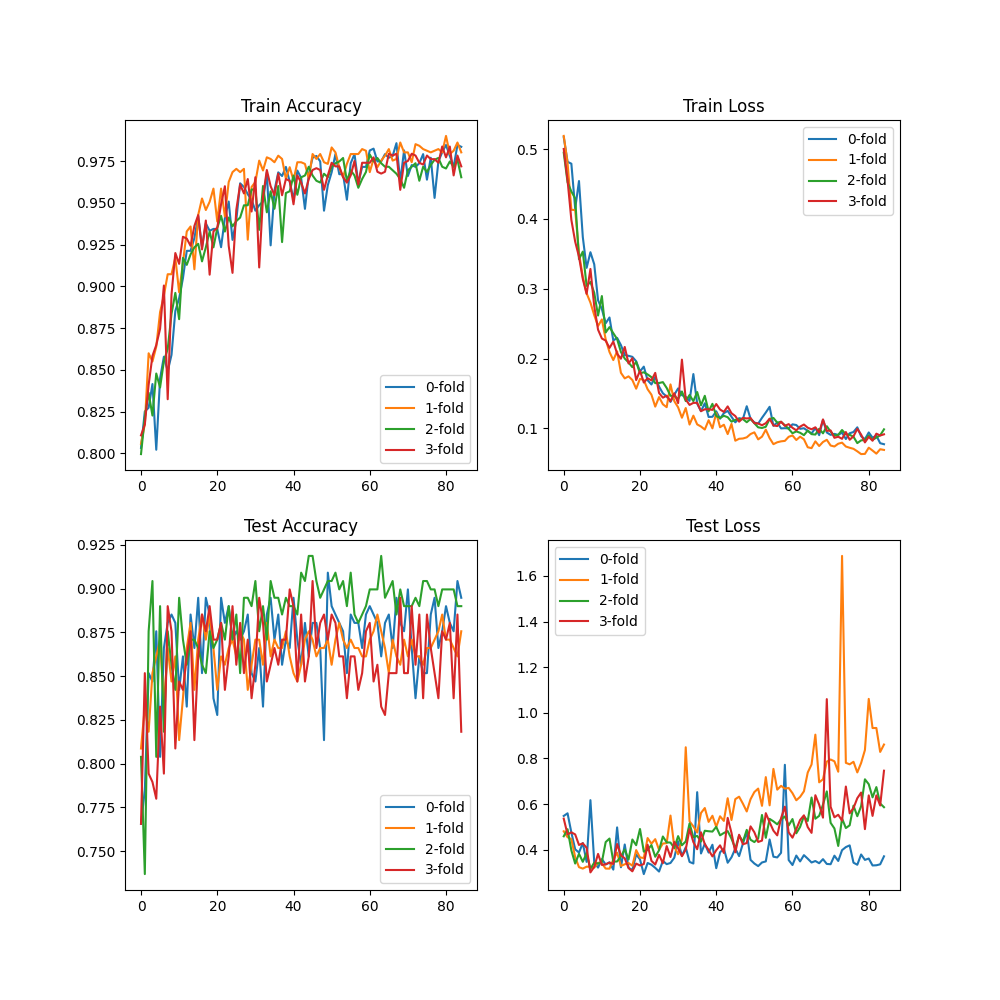 Train Accuracy
0.975
0.950
0.925
0.900
0.875
0.850
0.825
0.800
0-fold
1-fold
2-fold
3-fold
0 20 40 60 80
Train Loss
0.5
0.4
0.3
0.2
0.1
0-fold
1-fold
2-fold
3-fold
0 20 40 60 80
Test Accuracy
0.925
0.900
0.875
0.850
0.825
0.800
0.775
0.750
0-fold
1-fold
2-fold
3-fold
0 20 40 60 80
Test Loss
1.6
1.4
1.2
1.0
0.8
0.6
0.4
0-fold
1-fold
2-fold
3-fold
0 20 40 60 80